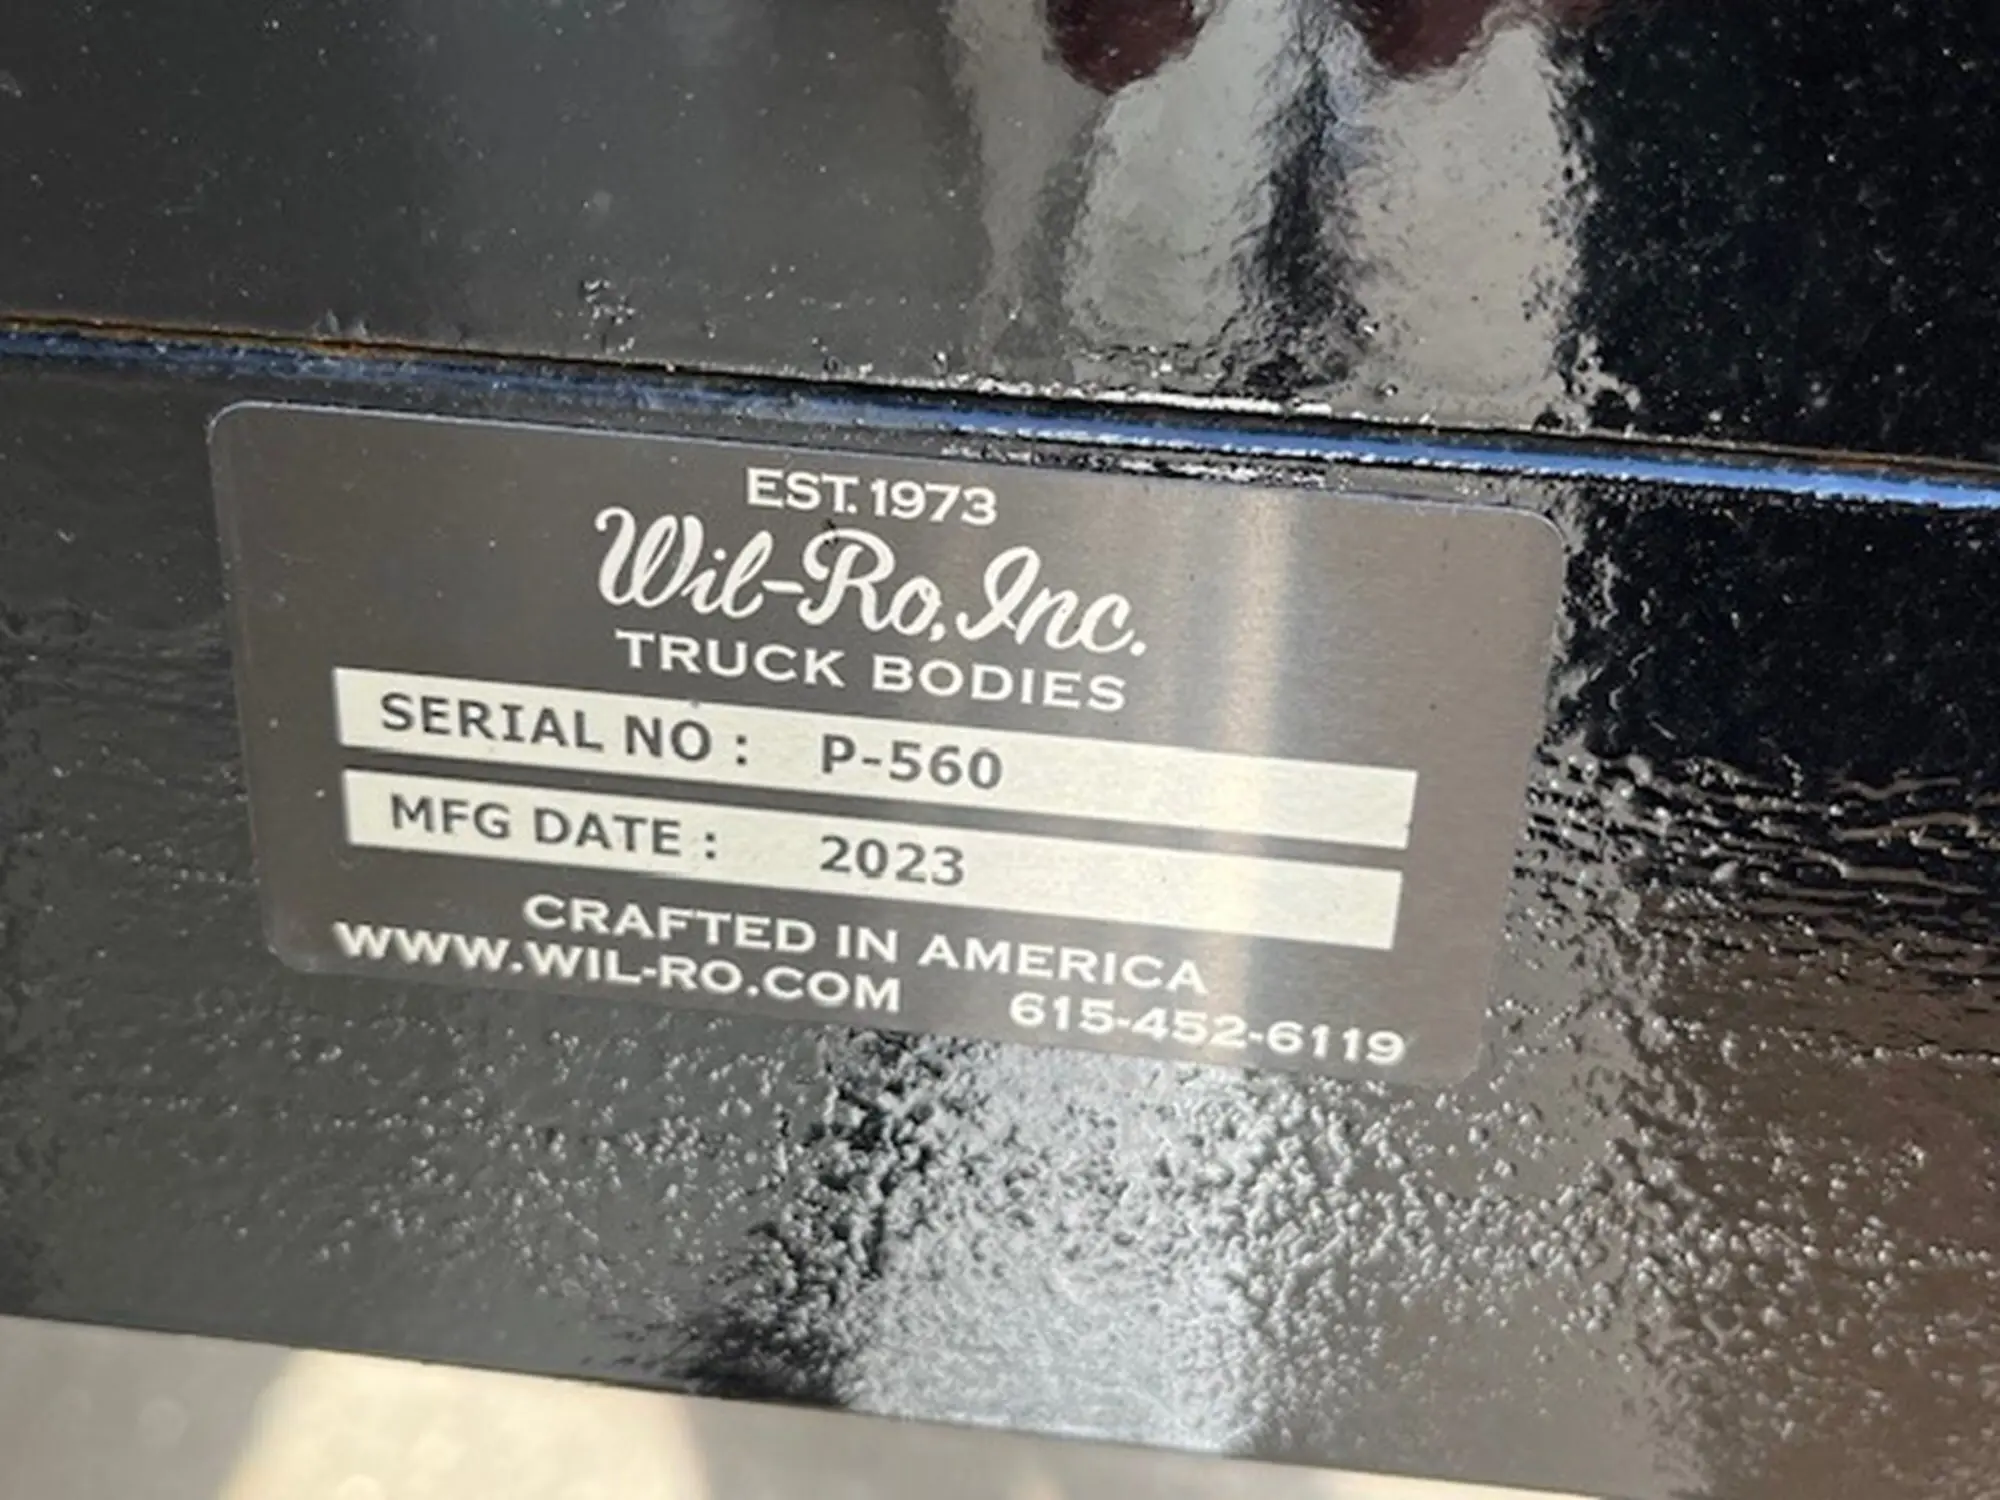 EST. 1973
Wil-Ro, Inc.
TRUCK BODIES
SERIAL NO : P-560
MFG DATE : 2023
CRAFTED IN AMERICA
WWW.WIL-RO.COM 615-452-6119